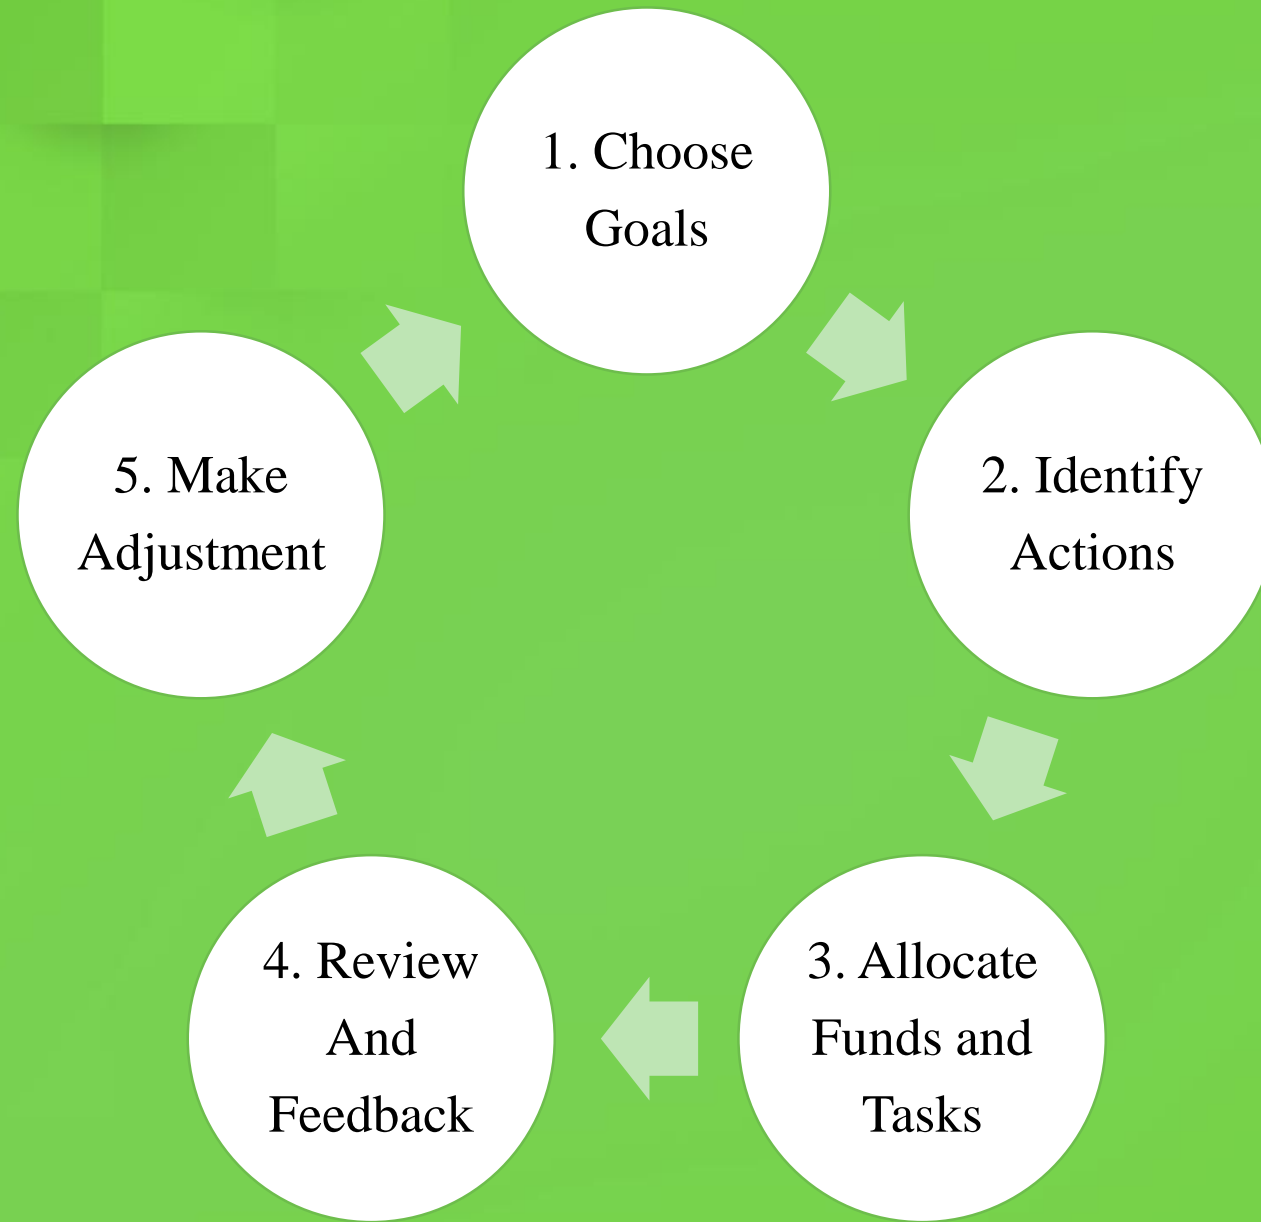 1. Choose
Goals
2. Identify
Actions
3. Allocate
Funds and
Tasks
4. Review
And
Feedback
5. Make
Adjustment